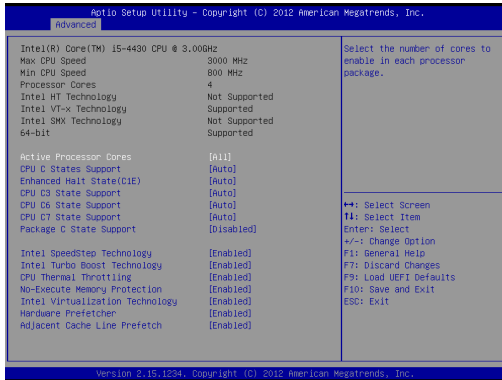 Aptio Setup Utility – Copyright (C) 2012 American Megatrends, Inc.
Advanced
Intel(R) Core(TM) i5-4430 CPU @ 3.00GHz
Max CPU Speed 3000 MHz
Min CPU Speed 800 MHz
Processor Cores 4
Intel HT Technology Not Supported
Intel VT-x Technology Supported
Intel SMX Technology Not Supported
64-bit Supported
Active Processor Cores [All]
CPU C States Support [Auto]
Enhanced Halt State(C1E) [Auto]
CPU C3 State Support [Auto]
CPU C6 State Support [Auto]
CPU C7 State Support [Auto]
Package C State Support [Disabled]
Intel SpeedStep Technology [Enabled]
Intel Turbo Boost Technology [Enabled]
CPU Thermal Throttling [Enabled]
No-Execute Memory Protection [Enabled]
Intel Virtualization Technology [Enabled]
Hardware Prefetcher [Enabled]
Adjacent Cache Line Prefetch [Enabled]
Select the number of cores to
enable in each processor
package.
↔: Select Screen
↑↓: Select Item
Enter: Select
+/-: Change Option
F1: General Help
F7: Discard Changes
F9: Load UEFI Defaults
F10: Save and Exit
ESC: Exit
Version 2.15.1234. Copyright (C) 2012 American Megatrends, Inc.